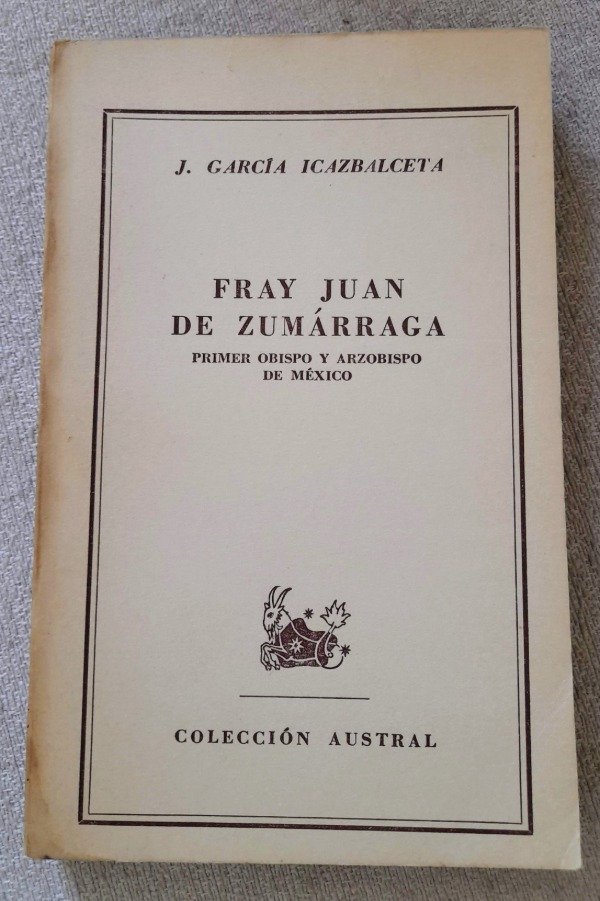 J. GARCÍA ICAZBALCETA
FRAY JUAN
DE ZUMÁRRAGA
PRIMER OBISPO Y ARZOBISPO
DE MÉXICO
COLECCIÓN AUSTRAL